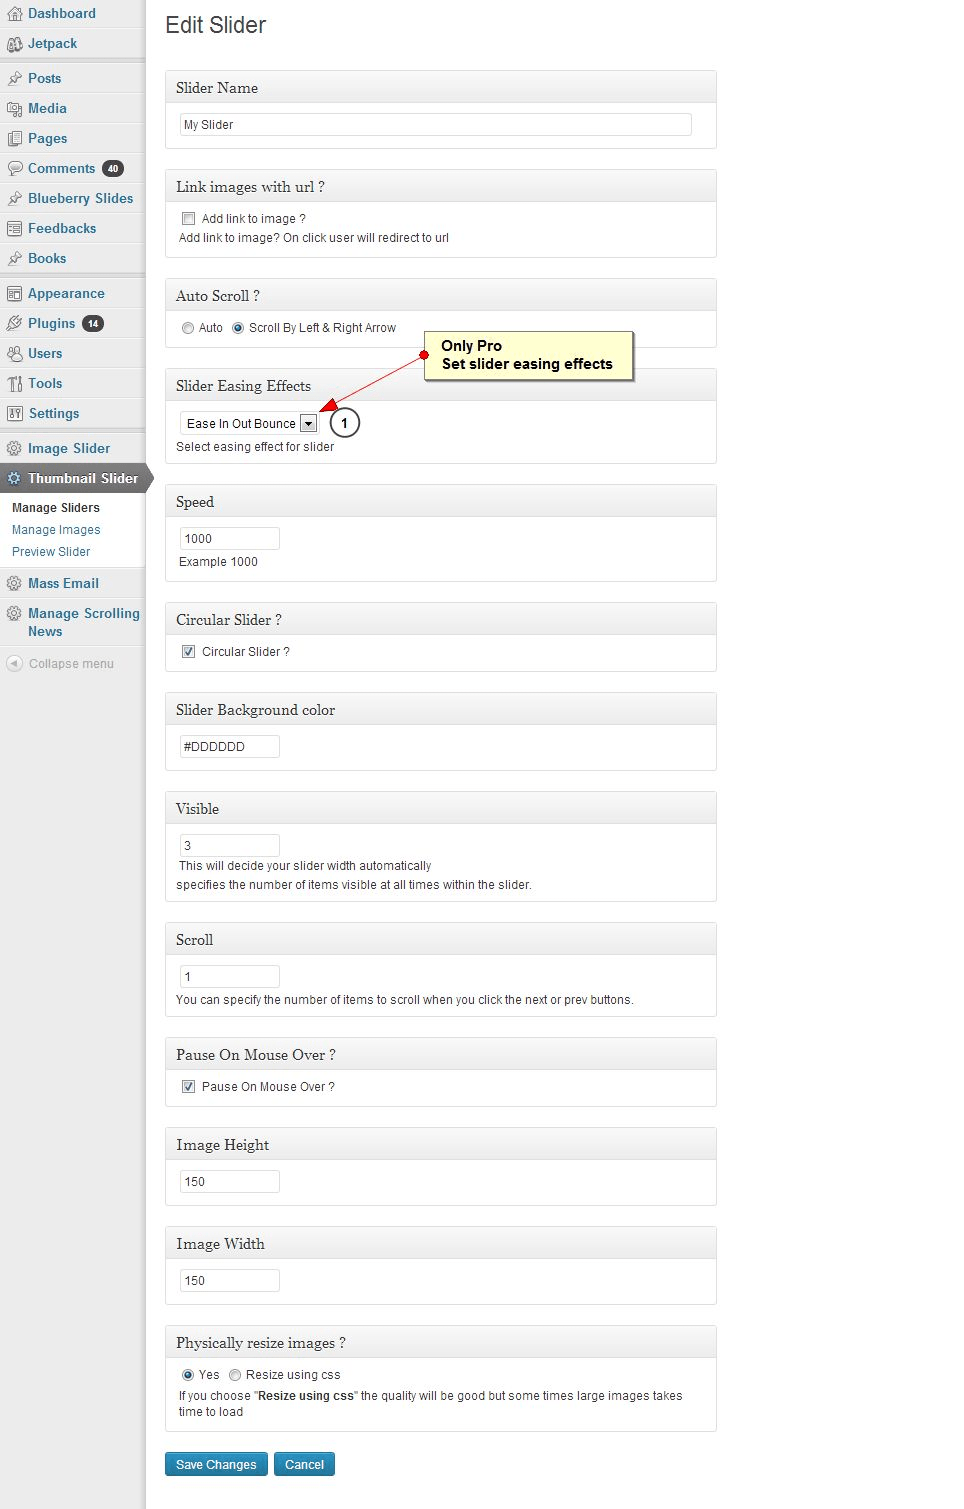 Dashboard
Jetpack
Posts
Media
Pages
Comments 40
Blueberry Slides
Feedbacks
Books
Appearance
Plugins 14
Users
Tools
Settings
Image Slider
Thumbnail Slider
Manage Sliders
Manage Images
Preview Slider
Mass Email
Manage Scrolling
News
Collapse menu
Edit Slider
Slider Name
My Slider
Link images with url ?
Add link to image ?
Add link to image? On click user will redirect to url
Auto Scroll ?
Auto Scroll By Left & Right Arrow
Only Pro
Set slider easing effects
Slider Easing Effects
Ease In Out Bounce 1
Select easing effect for slider
Speed
1000
Example 1000
Circular Slider ?
Circular Slider ?
Slider Background color
#DDDDDD
Visible
3
This will decide your slider width automatically
specifies the number of items visible at all times within the slider.
Scroll
1
You can specify the number of items to scroll when you click the next or prev buttons.
Pause On Mouse Over ?
Pause On Mouse Over ?
Image Height
150
Image Width
150
Physically resize images ?
Yes Resize using css
If you choose "Resize using css" the quality will be good but some times large images takes
time to load
Save Changes Cancel